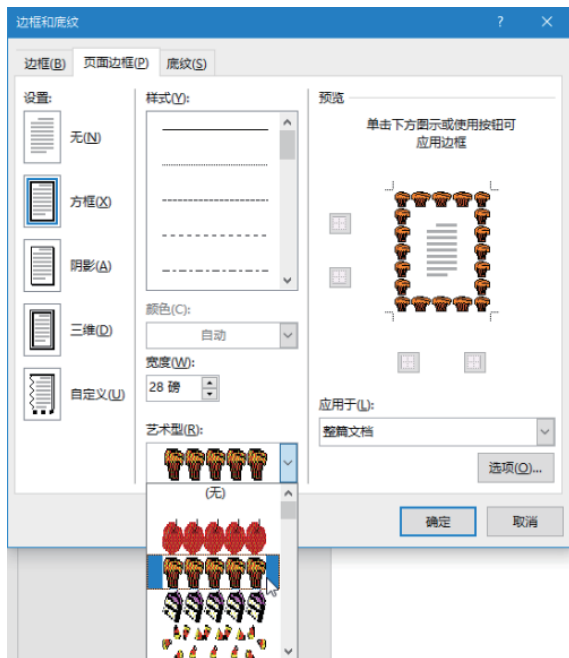 边框和底纹
? ×
边框(B) 页面边框(P) 底纹(S)
设置:
无(N)
方框(X)
阴影(A)
三维(D)
自定义(U)
样式(Y):
颜色(C):
自动
宽度(W):
28 磅
艺术型(R):
(无)
预览
单击下方图示或使用按钮可
应用边框
应用于(L):
整篇文档
选项(O)...
确定 取消